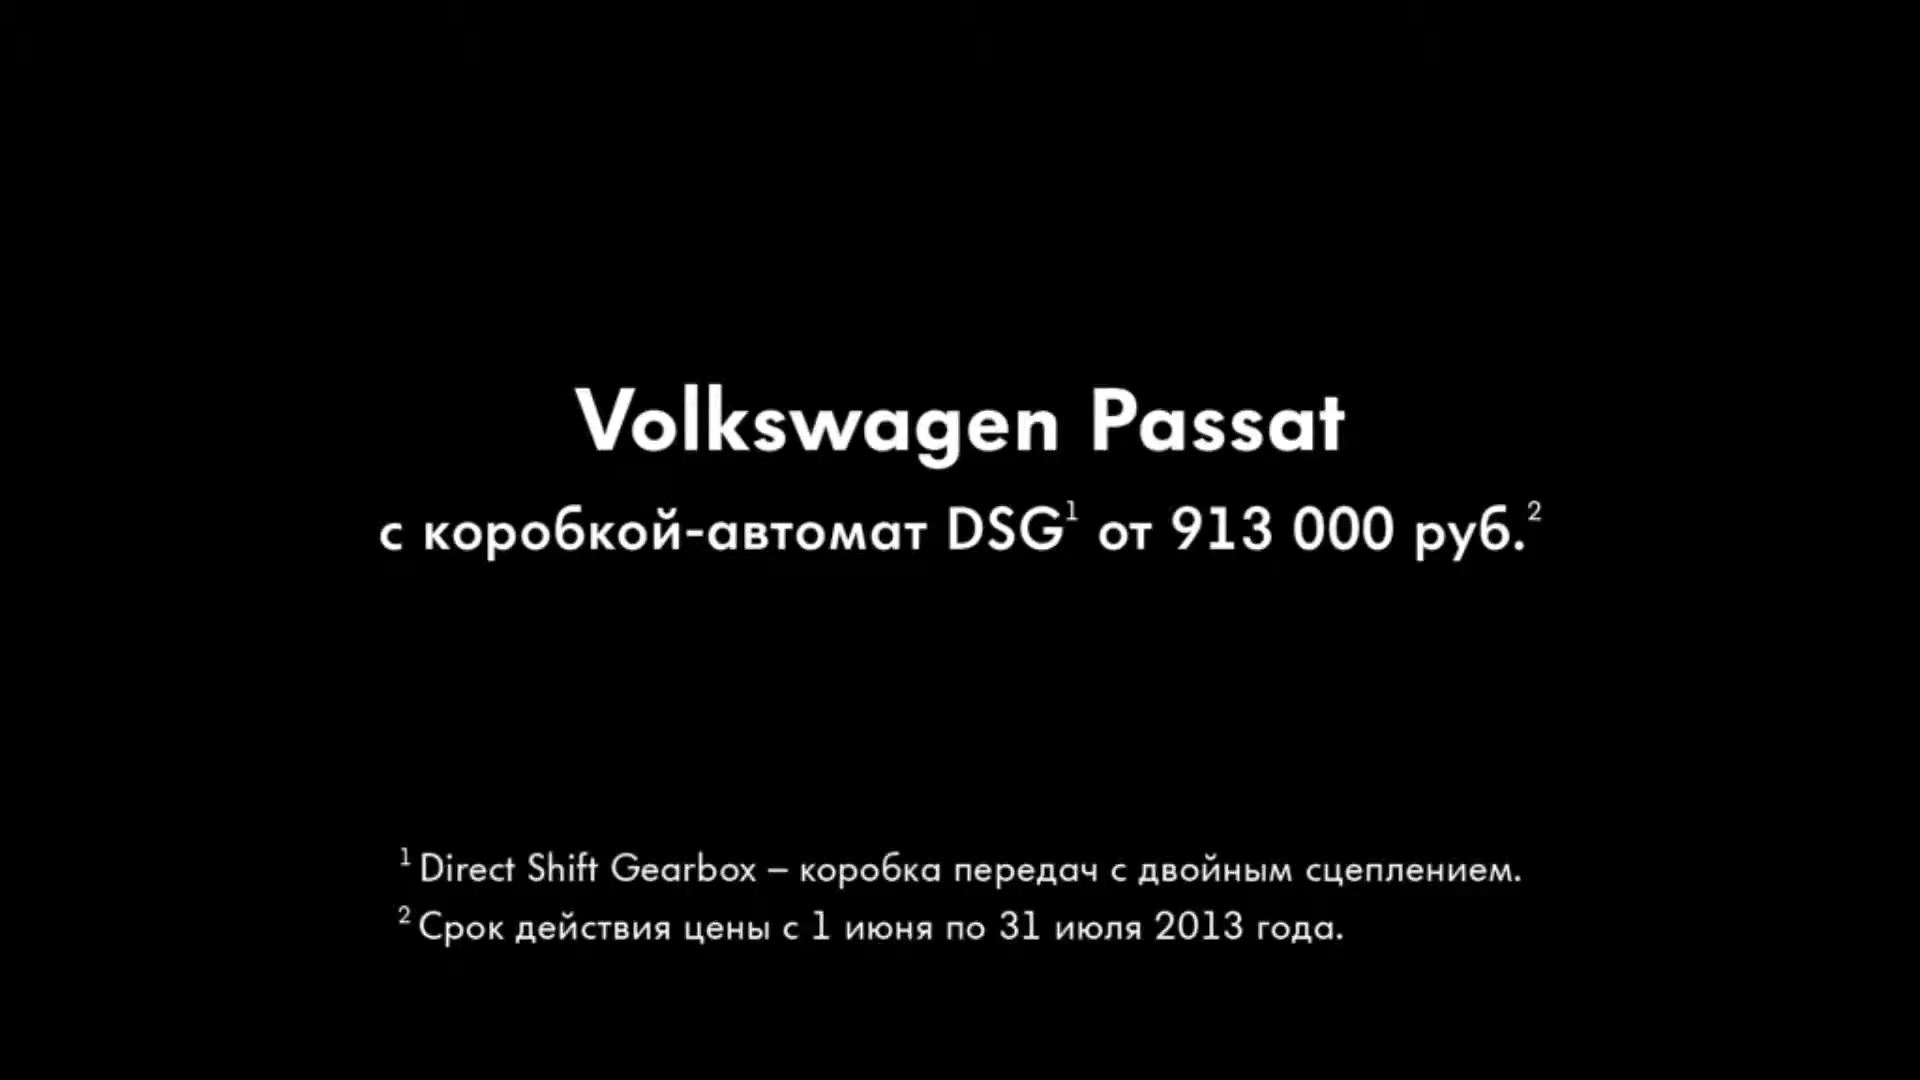 Volkswagen Passat
с коробкой-автомат DSG¹ от 913 000 руб.²
¹ Direct Shift Gearbox – коробка передач с двойным сцеплением.
² Срок действия цены с 1 июня по 31 июля 2013 года.